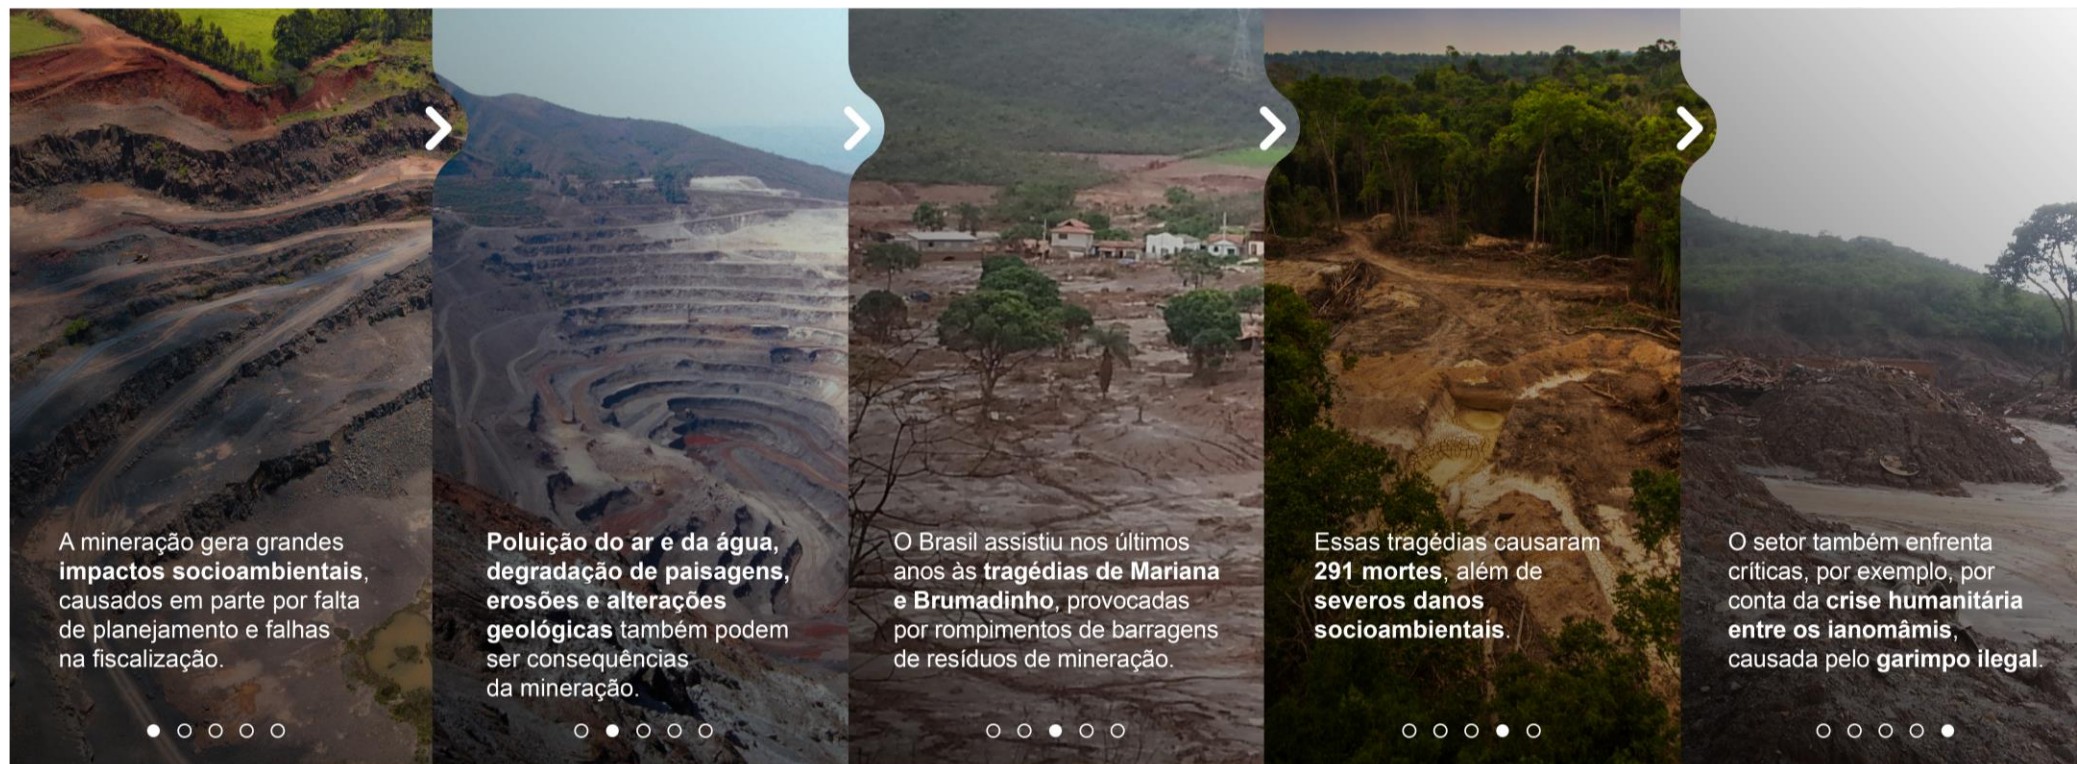 A mineração gera grandes
impactos socioambientais,
causados em parte por falta
de planejamento e falhas
na fiscalização.
Poluição do ar e da água,
degradação de paisagens,
erosões e alterações
geológicas também podem
ser consequências
da mineração.
O Brasil assistiu nos últimos
anos às tragédias de Mariana
e Brumadinho, provocadas
por rompimentos de barragens
de resíduos de mineração.
Essas tragédias causaram
291 mortes, além de
severos danos
socioambientais.
O setor também enfrenta
críticas, por exemplo, por
conta da crise humanitária
entre os ianomâmis,
causada pelo garimpo ilegal.